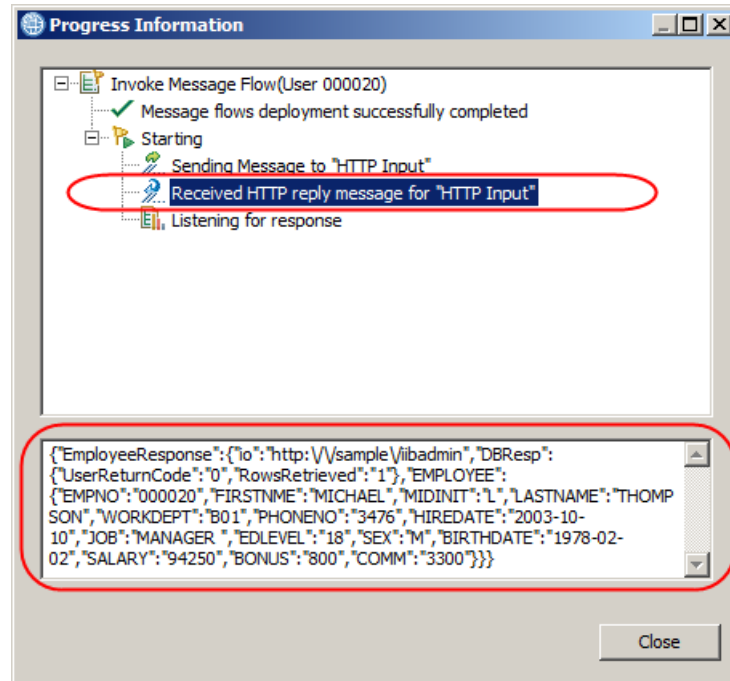 Progress Information
Invoke Message Flow(User 000020)
Message flows deployment successfully completed
Starting
Sending Message to "HTTP Input"
Received HTTP reply message for "HTTP Input"
Listening for response
{"EmployeeResponse":{"io":"http:\/\/sample\/iibadmin","DBResp":
{"UserReturnCode":"0","RowsRetrieved":"1"},"EMPLOYEE":
{"EMPNO":"000020","FIRSTNME":"MICHAEL","MIDINIT":"L","LASTNAME":"THOMP
SON","WORKDEPT":"B01","PHONENO":"3476","HIREDATE":"2003-10-
10","JOB":"MANAGER ","EDLEVEL":"18","SEX":"M","BIRTHDATE":"1978-02-
02","SALARY":"94250","BONUS":"800","COMM":"3300"}}}
Close